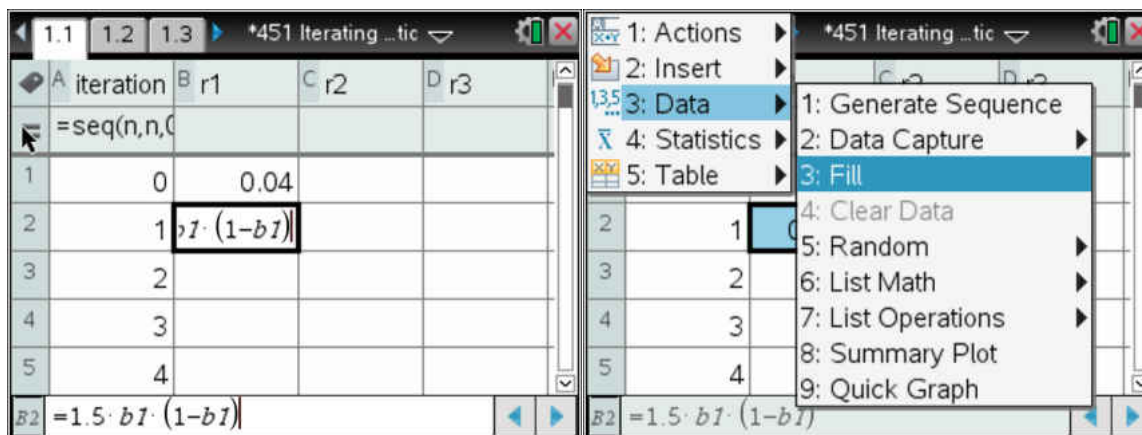 1.1 1.2 1.3 *451 Iterating ...tic
A iteration B r1 C r2 D r3
=seq(n,n,0
1 0 0.04
2 1 b1·(1−b1)
3 2
4 3
5 4
B2 =1.5·b1·(1−b1)
*451 Iterating ...tic
1: Actions
2: Insert
3: Data
4: Statistics
5: Table
1: Generate Sequence
2: Data Capture
3: Fill
4: Clear Data
5: Random
6: List Math
7: List Operations
8: Summary Plot
9: Quick Graph
2 1
3 2
4 3
5 4
B2 =1.5·b1·(1−b1)